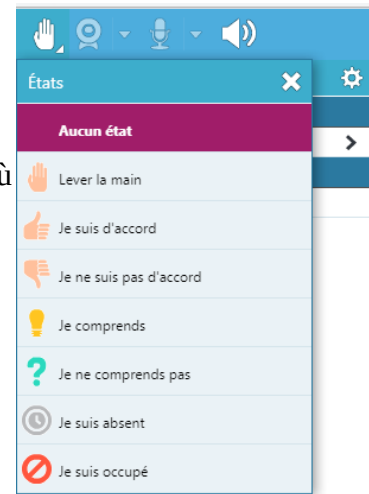 États
Aucun état
ù
Lever la main
Je suis d'accord
Je ne suis pas d'accord
Je comprends
Je ne comprends pas
Je suis absent
Je suis occupé